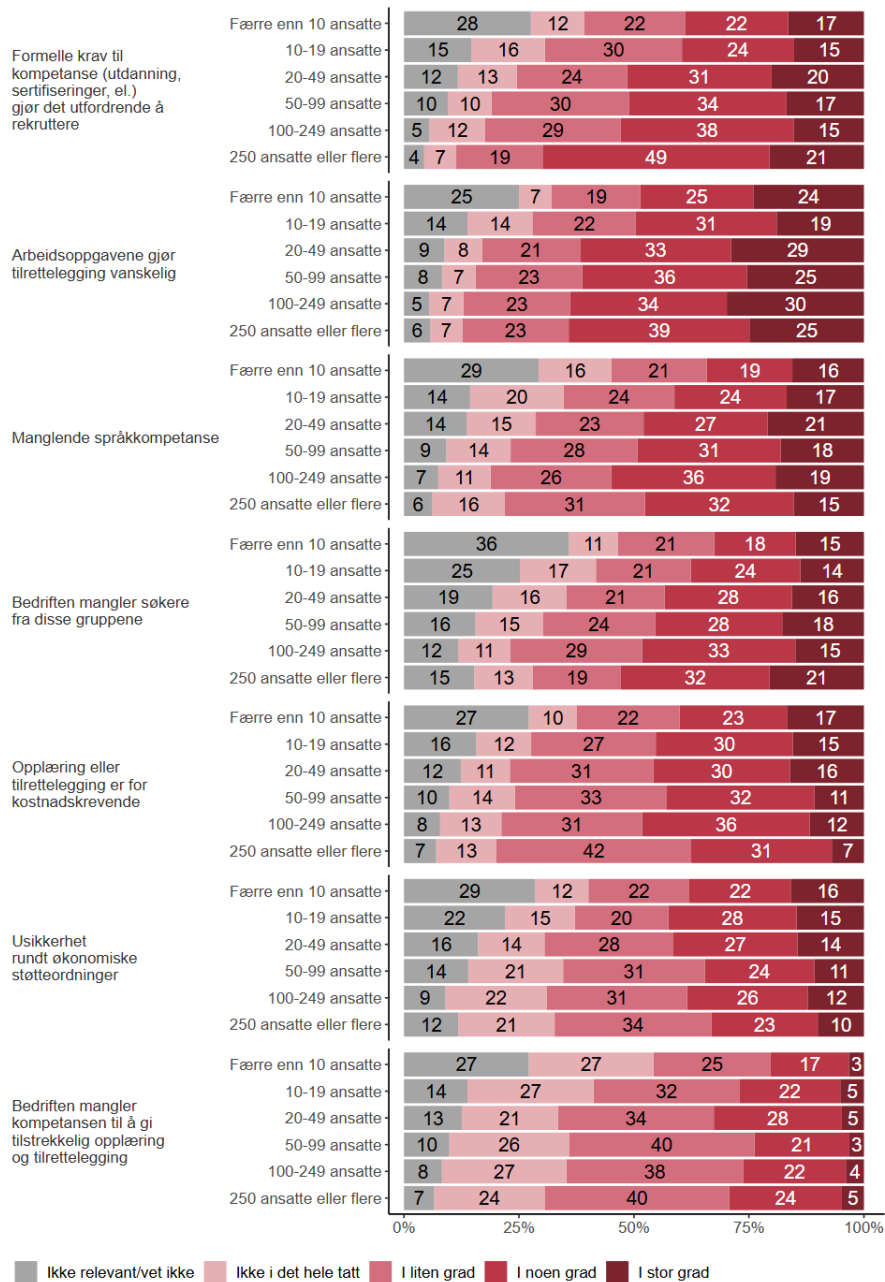 Formelle krav til
kompetanse (utdanning,
sertifiseringer, el.)
gjør det utfordrende å
rekruttere
Færre enn 10 ansatte 28 12 22 22 17
10-19 ansatte 15 16 30 24 15
20-49 ansatte 12 13 24 31 20
50-99 ansatte 10 10 30 34 17
100-249 ansatte 5 12 29 38 15
250 ansatte eller flere 4 7 19 49 21
Arbeidsoppgavene gjør
tilrettelegging vanskelig
Færre enn 10 ansatte 25 7 19 25 24
10-19 ansatte 14 14 22 31 19
20-49 ansatte 9 8 21 33 29
50-99 ansatte 8 7 23 36 25
100-249 ansatte 5 7 23 34 30
250 ansatte eller flere 6 7 23 39 25
Manglende språkkompetanse
Færre enn 10 ansatte 29 16 21 19 16
10-19 ansatte 14 20 24 24 17
20-49 ansatte 14 15 23 27 21
50-99 ansatte 9 14 28 31 18
100-249 ansatte 7 11 26 36 19
250 ansatte eller flere 6 16 31 32 15
Bedriften mangler søkere
fra disse gruppene
Færre enn 10 ansatte 36 11 21 18 15
10-19 ansatte 25 17 21 24 14
20-49 ansatte 19 16 21 28 16
50-99 ansatte 16 15 24 28 18
100-249 ansatte 12 11 29 33 15
250 ansatte eller flere 15 13 19 32 21
Opplæring eller
tilrettelegging er for
kostnadskrevende
Færre enn 10 ansatte 27 10 22 23 17
10-19 ansatte 16 12 27 30 15
20-49 ansatte 12 11 31 30 16
50-99 ansatte 10 14 33 32 11
100-249 ansatte 8 13 31 36 12
250 ansatte eller flere 7 13 42 31 7
Usikkerhet
rundt økonomiske
støtteordninger
Færre enn 10 ansatte 29 12 22 22 16
10-19 ansatte 22 15 20 28 15
20-49 ansatte 16 14 28 27 14
50-99 ansatte 14 21 31 24 11
100-249 ansatte 9 22 31 26 12
250 ansatte eller flere 12 21 34 23 10
Bedriften mangler
kompetansen til å gi
tilstrekkelig opplæring
og tilrettelegging
Færre enn 10 ansatte 27 27 25 17 3
10-19 ansatte 14 27 32 22 5
20-49 ansatte 13 21 34 28 5
50-99 ansatte 10 26 40 21 3
100-249 ansatte 8 27 38 22 4
250 ansatte eller flere 7 24 40 24 5
0% 25% 50% 75% 100%
Ikke relevant/vet ikke Ikke i det hele tatt I liten grad I noen grad I stor grad